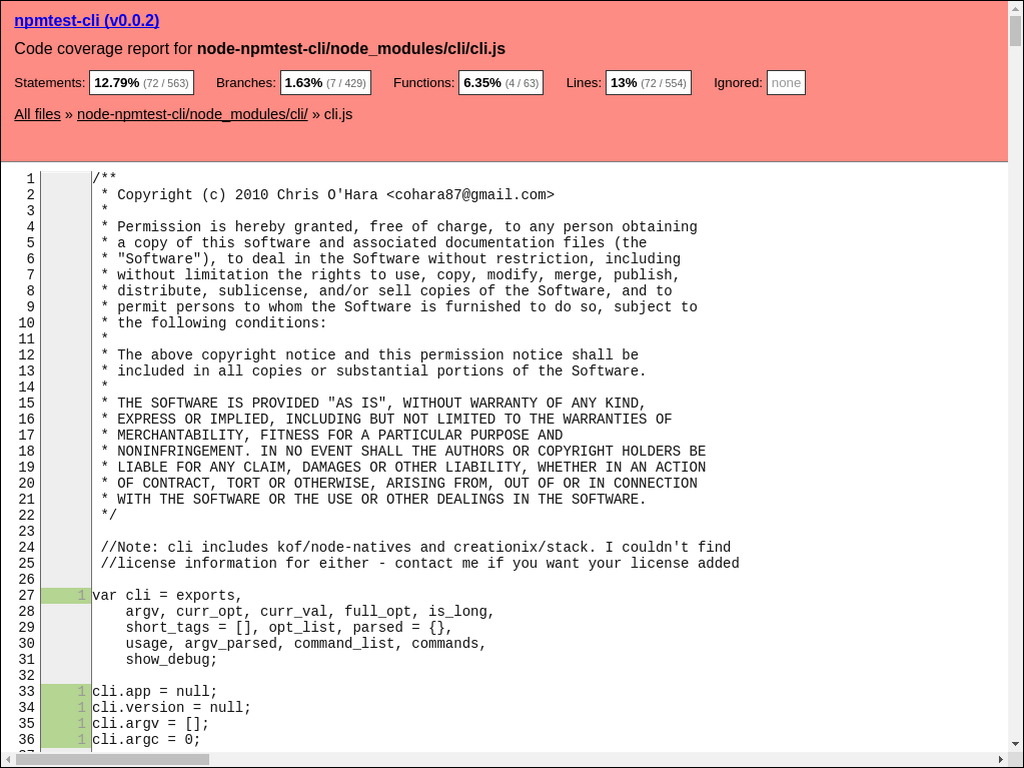 npmtest-cli (v0.0.2)
Code coverage report for node-npmtest-cli/node_modules/cli/cli.js
Statements: 12.79% (72 / 563) Branches: 1.63% (7 / 429) Functions: 6.35% (4 / 63) Lines: 13% (72 / 554) Ignored: none
All files » node-npmtest-cli/node_modules/cli/ » cli.js
1 /**
2  * Copyright (c) 2010 Chris O'Hara <cohara87@gmail.com>
3  *
4  * Permission is hereby granted, free of charge, to any person obtaining
5  * a copy of this software and associated documentation files (the
6  * "Software"), to deal in the Software without restriction, including
7  * without limitation the rights to use, copy, modify, merge, publish,
8  * distribute, sublicense, and/or sell copies of the Software, and to
9  * permit persons to whom the Software is furnished to do so, subject to
10  * the following conditions:
11  *
12  * The above copyright notice and this permission notice shall be
13  * included in all copies or substantial portions of the Software.
14  *
15  * THE SOFTWARE IS PROVIDED "AS IS", WITHOUT WARRANTY OF ANY KIND,
16  * EXPRESS OR IMPLIED, INCLUDING BUT NOT LIMITED TO THE WARRANTIES OF
17  * MERCHANTABILITY, FITNESS FOR A PARTICULAR PURPOSE AND
18  * NONINFRINGEMENT. IN NO EVENT SHALL THE AUTHORS OR COPYRIGHT HOLDERS BE
19  * LIABLE FOR ANY CLAIM, DAMAGES OR OTHER LIABILITY, WHETHER IN AN ACTION
20  * OF CONTRACT, TORT OR OTHERWISE, ARISING FROM, OUT OF OR IN CONNECTION
21  * WITH THE SOFTWARE OR THE USE OR OTHER DEALINGS IN THE SOFTWARE.
22  */
23
24  //Note: cli includes kof/node-natives and creationix/stack. I couldn't find
25  //license information for either - contact me if you want your license added
26
27 1 var cli = exports,
28     argv, curr_opt, curr_val, full_opt, is_long,
29     short_tags = [], opt_list, parsed = {},
30     usage, argv_parsed, command_list, commands,
31     show_debug;
32
33 1 cli.app = null;
34 1 cli.version = null;
35 1 cli.argv = [];
36 1 cli.argc = 0;